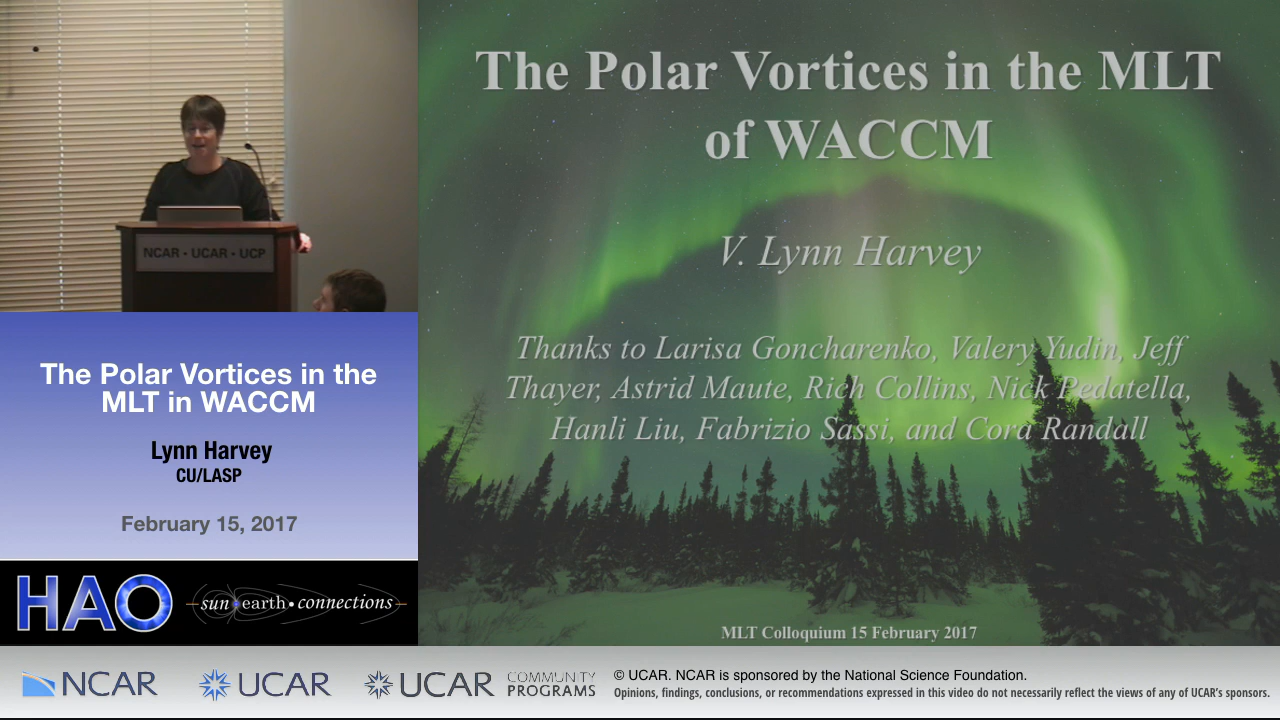 The Polar Vortices in the MLT
of WACCM
V. Lynn Harvey
Thanks to Larisa Goncharenko, Valery Yudin, Jeff
Thayer, Astrid Maute, Rich Collins, Nick Pedatella,
Hanli Liu, Fabrizio Sassi, and Cora Randall
MLT Colloquium 15 February 2017
NCAR • UCAR • UCP
The Polar Vortices in the
MLT in WACCM
Lynn Harvey
CU/LASP
February 15, 2017
HAO
sun•earth•connections
NCAR
UCAR
UCAR
COMMUNITY
PROGRAMS
© UCAR. NCAR is sponsored by the National Science Foundation.
Opinions, findings, conclusions, or recommendations expressed in this video do not necessarily reflect the views of any of UCAR's sponsors.